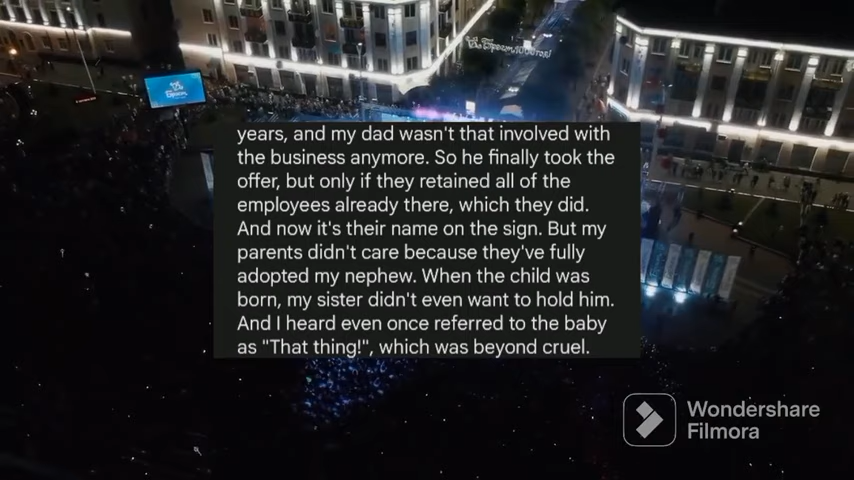 years, and my dad wasn't that involved with
the business anymore. So he finally took the
offer, but only if they retained all of the
employees already there, which they did.
And now it's their name on the sign. But my
parents didn't care because they've fully
adopted my nephew. When the child was
born, my sister didn't even want to hold him.
And I heard even once referred to the baby
as "That thing!", which was beyond cruel.
Wondershare
Filmora